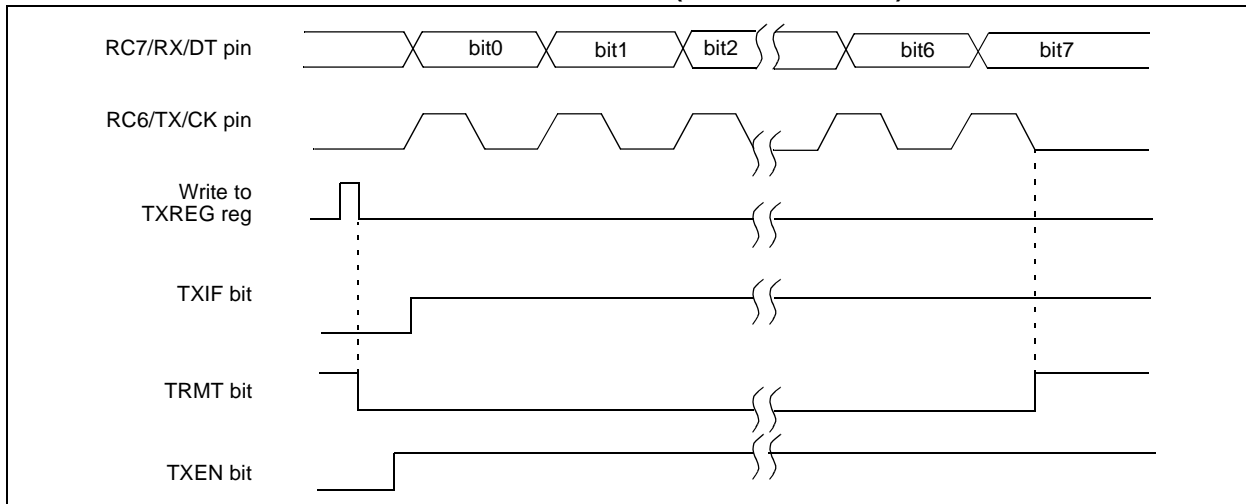 RC7/RX/DT pin
bit0 bit1 bit2 bit6 bit7
RC6/TX/CK pin
Write to
TXREG reg
TXIF bit
TRMT bit
TXEN bit